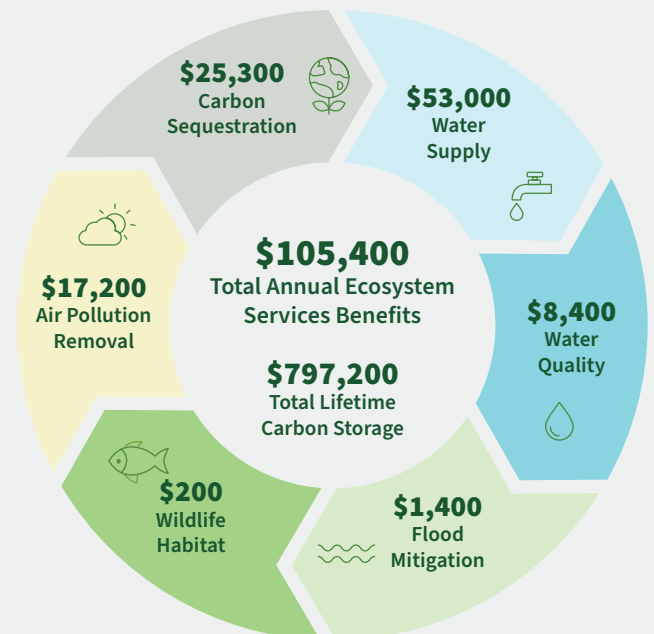 $25,300
Carbon
Sequestration
$53,000
Water
Supply
$8,400
Water
Quality
$1,400
Flood
Mitigation
$200
Wildlife
Habitat
$17,200
Air Pollution
Removal
$105,400
Total Annual Ecosystem
Services Benefits
$797,200
Total Lifetime
Carbon Storage